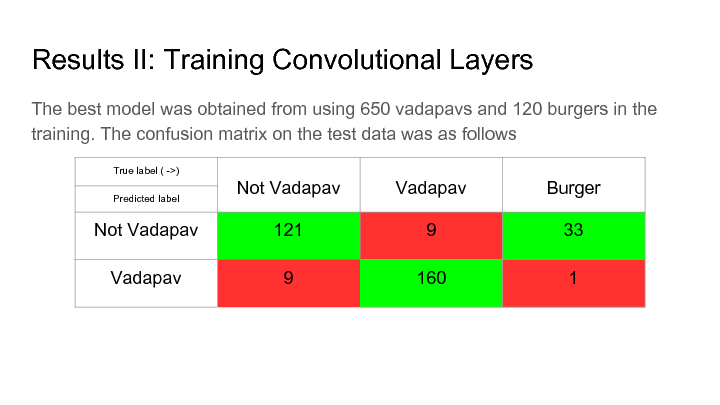 Results II: Training Convolutional Layers
The best model was obtained from using 650 vadapavs and 120 burgers in the
training. The confusion matrix on the test data was as follows
True label ( ->)
Predicted label
Not Vadapav Vadapav Burger
Not Vadapav 121 9 33
Vadapav 9 160 1